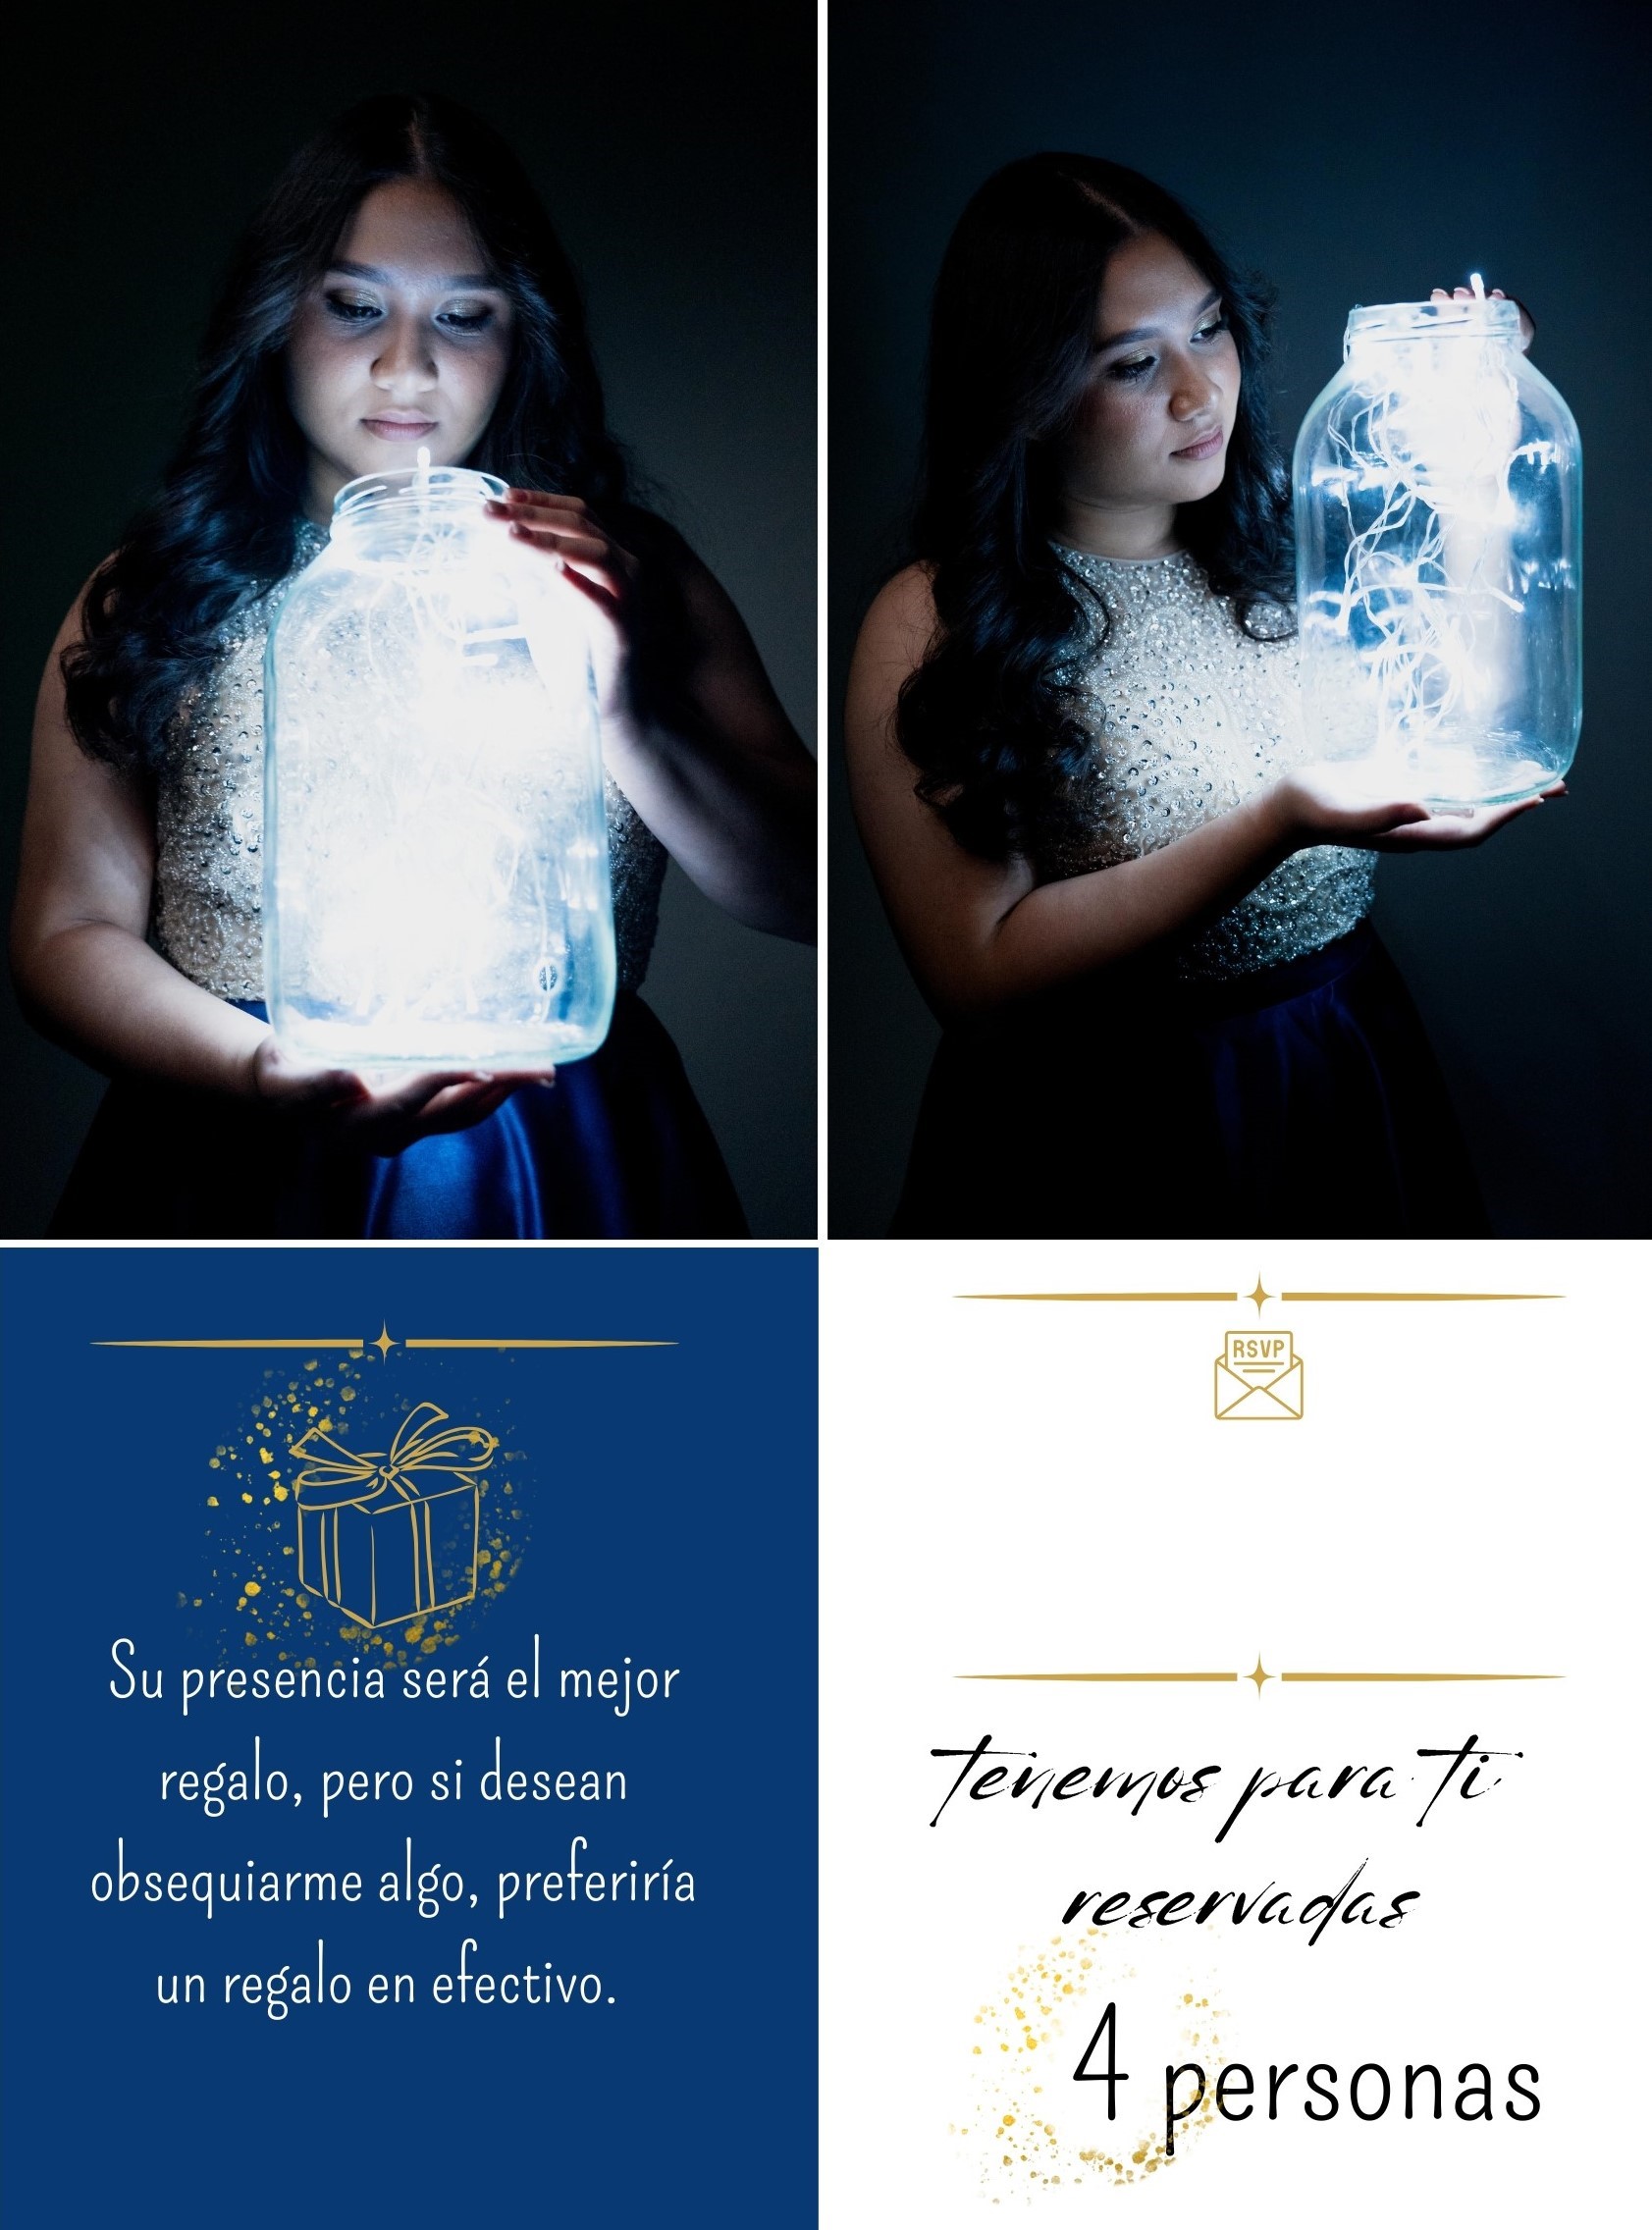 Su presencia será el mejor
regalo, pero si desean
obsequiarme algo, preferiría
un regalo en efectivo.
RSVP
tenemos para ti
reservadas
4 personas